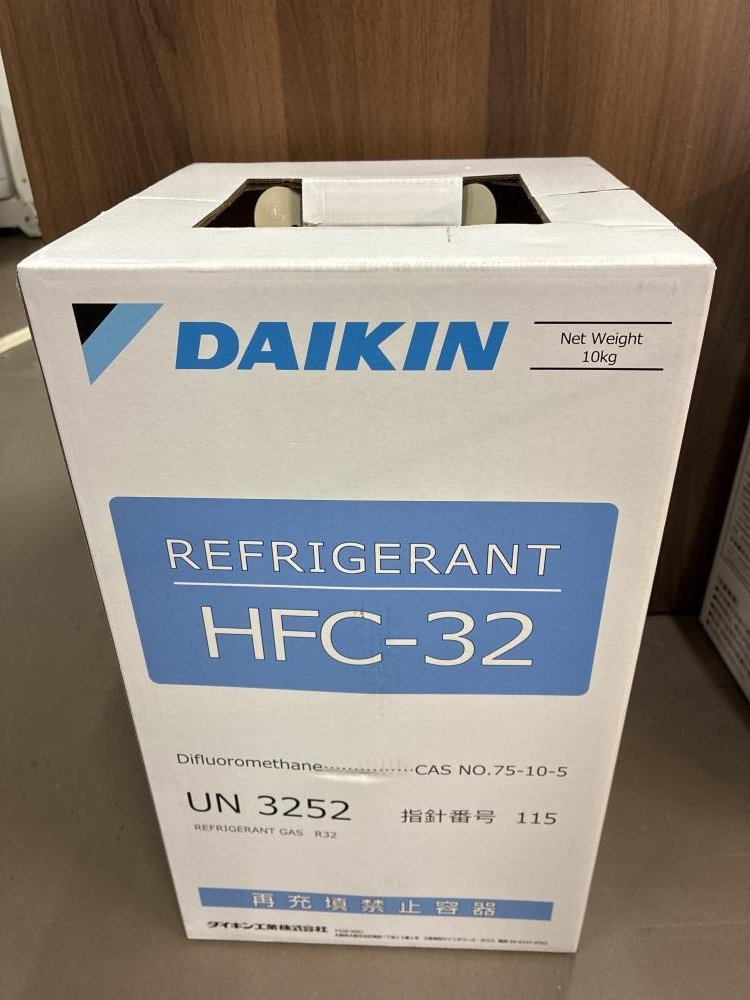 DAIKIN
Net Weight
10kg
REFRIGERANT
HFC-32
Difluoromethane···············CAS NO.75-10-5
UN 3252 指針番号 115
REFRIGERANT GAS R32
再充填禁止容器
ダイキン工業株式会社